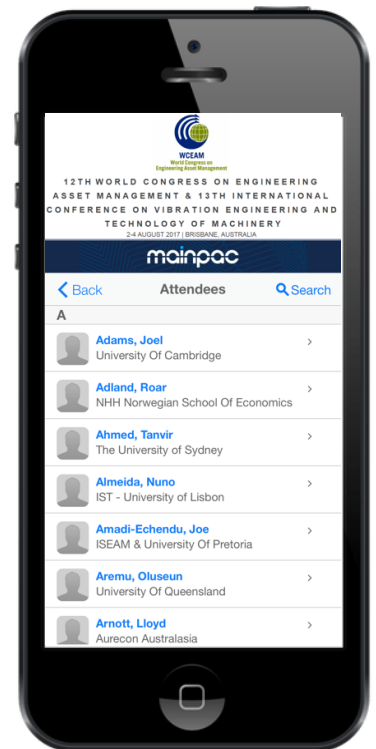 WCEAM
World Congress on
Engineering Asset Management
12TH WORLD CONGRESS ON ENGINEERING
ASSET MANAGEMENT & 13TH INTERNATIONAL
CONFERENCE ON VIBRATION ENGINEERING AND
TECHNOLOGY OF MACHINERY
2-4 AUGUST 2017 | BRISBANE, AUSTRALIA
mainpac
Back Attendees Search
A
Adams, Joel
University Of Cambridge
Adland, Roar
NHH Norwegian School Of Economics
Ahmed, Tanvir
The University of Sydney
Almeida, Nuno
IST - University of Lisbon
Amadi-Echendu, Joe
ISEAM & University Of Pretoria
Aremu, Oluseun
University Of Queensland
Arnott, Lloyd
Aurecon Australasia